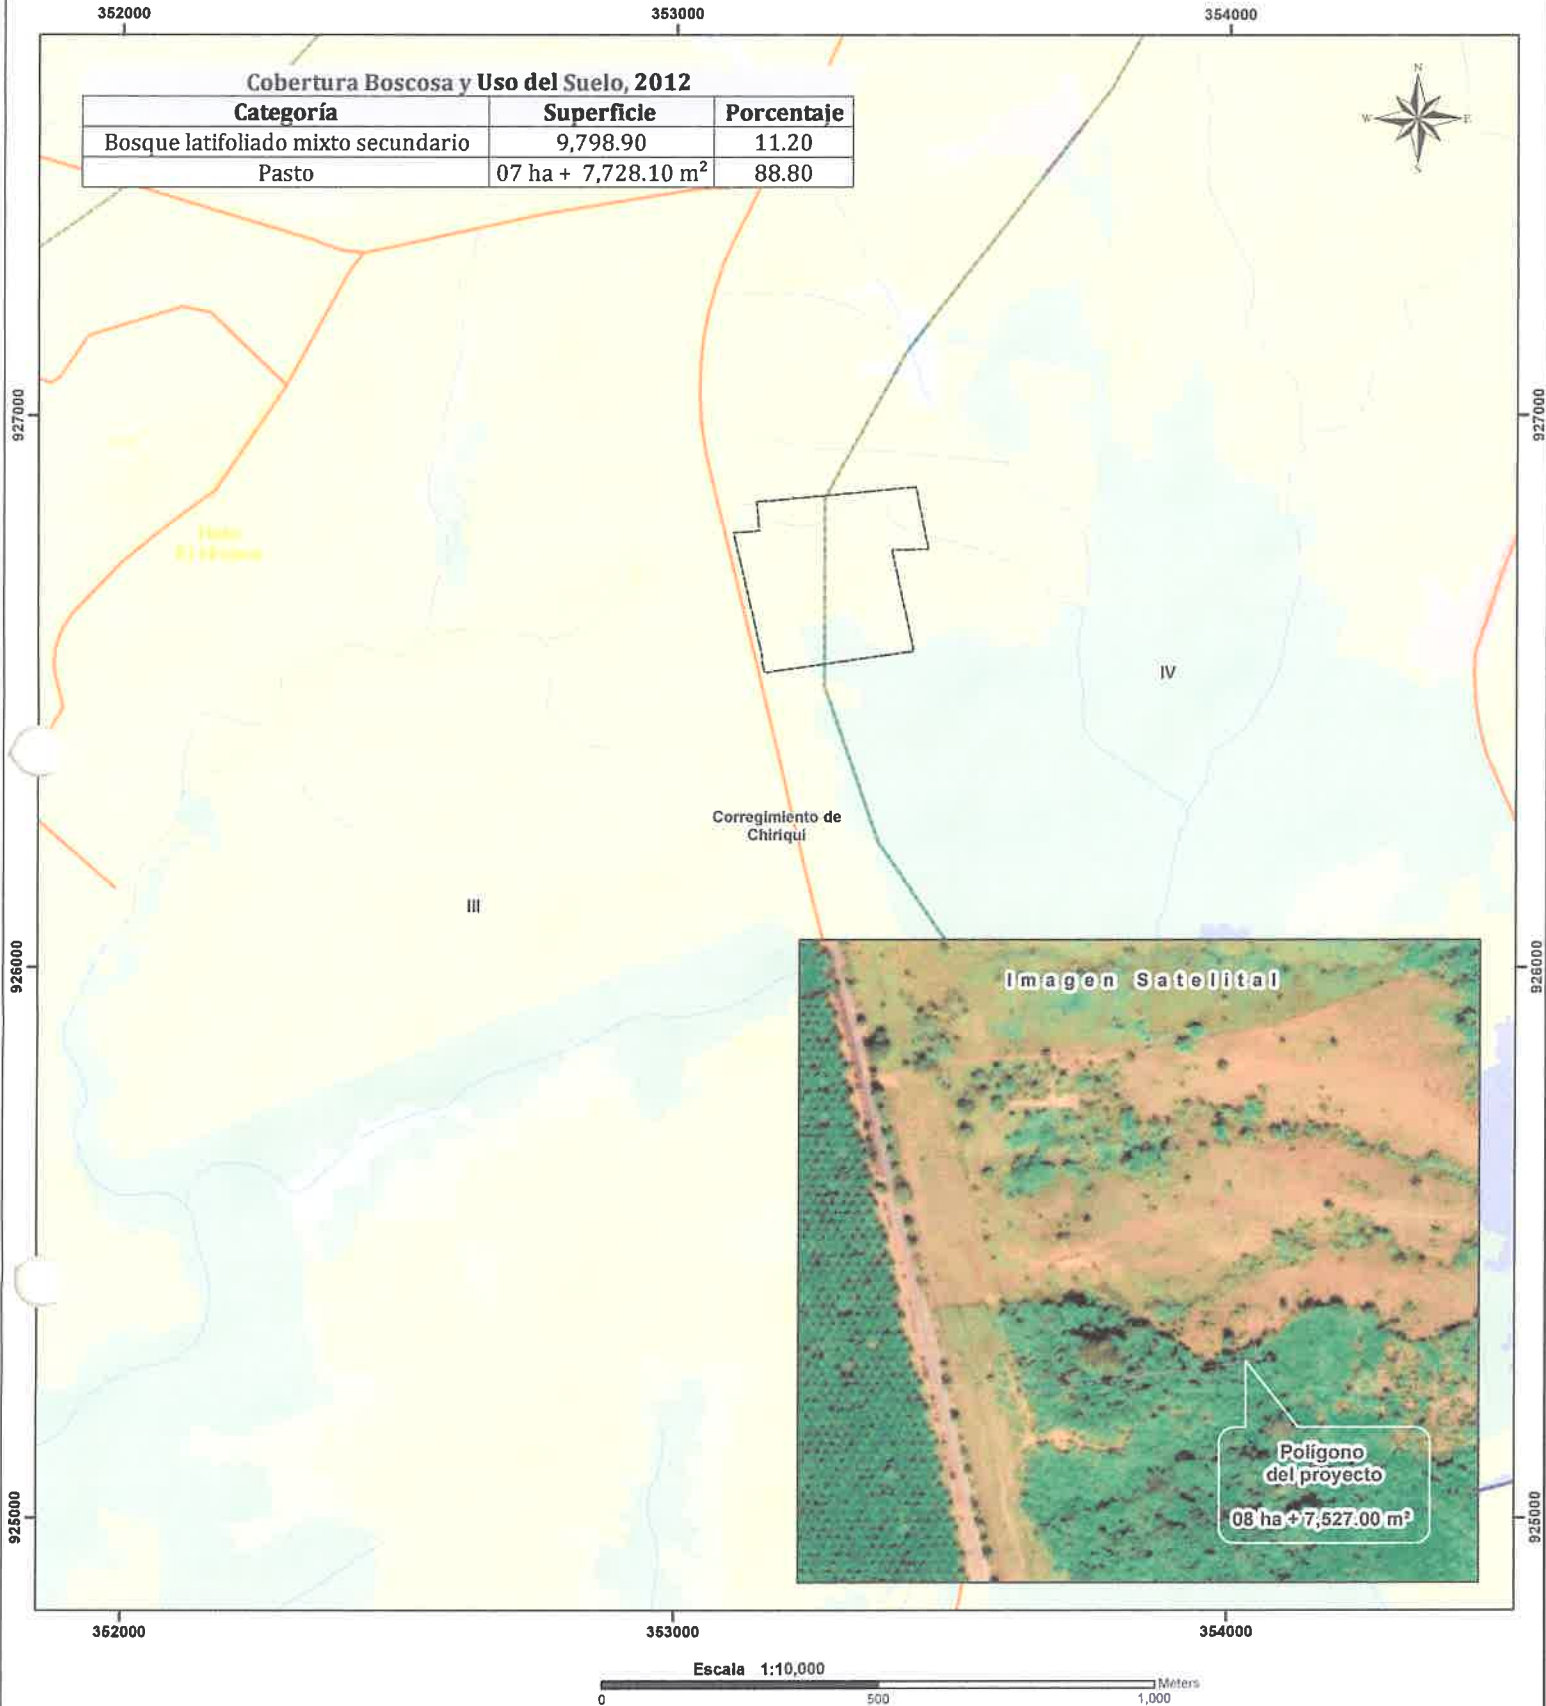 352000 353000 354000
Cobertura Boscosa y Uso del Suelo, 2012
Categoría Superficie Porcentaje
Bosque latifoliado mixto secundario 9,798.90 11.20
Pasto 07 ha + 7,728.10 m² 88.80
N
W E
S
927000 927000
IV
Corregimiento de
Chiriquí
III
926000 926000
Imagen Satelital
Polígono
del proyecto
08 ha + 7,527.00 m²
925000 925000
352000 353000 354000
Escala 1:10,000
Meters
0 500 1,000